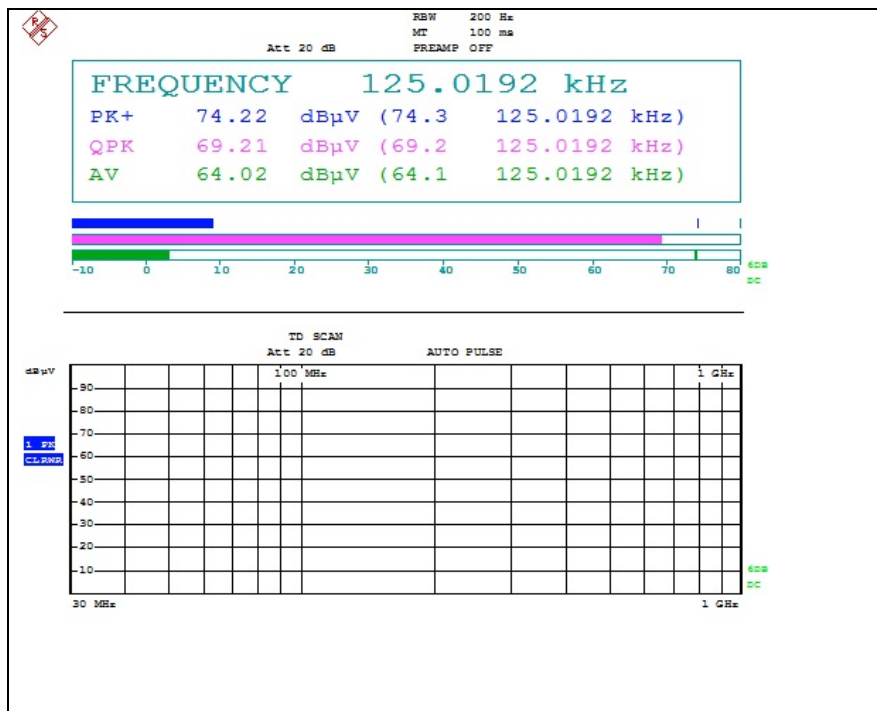 R S
RBW 200 Hz
MT 100 ms
Att 20 dB PREAMP OFF
FREQUENCY 125.0192 kHz
PK+ 74.22 dBµV (74.3 125.0192 kHz)
QPK 69.21 dBµV (69.2 125.0192 kHz)
AV 64.02 dBµV (64.1 125.0192 kHz)
-10 0 10 20 30 40 50 60 70 80
6DB
DC
TD SCAN
Att 20 dB AUTO PULSE
dBµV
100 MHz 1 GHz
90
80
70
1 PK
60
CLRWR
50
40
30
20
10
6DB
DC
30 MHz 1 GHz